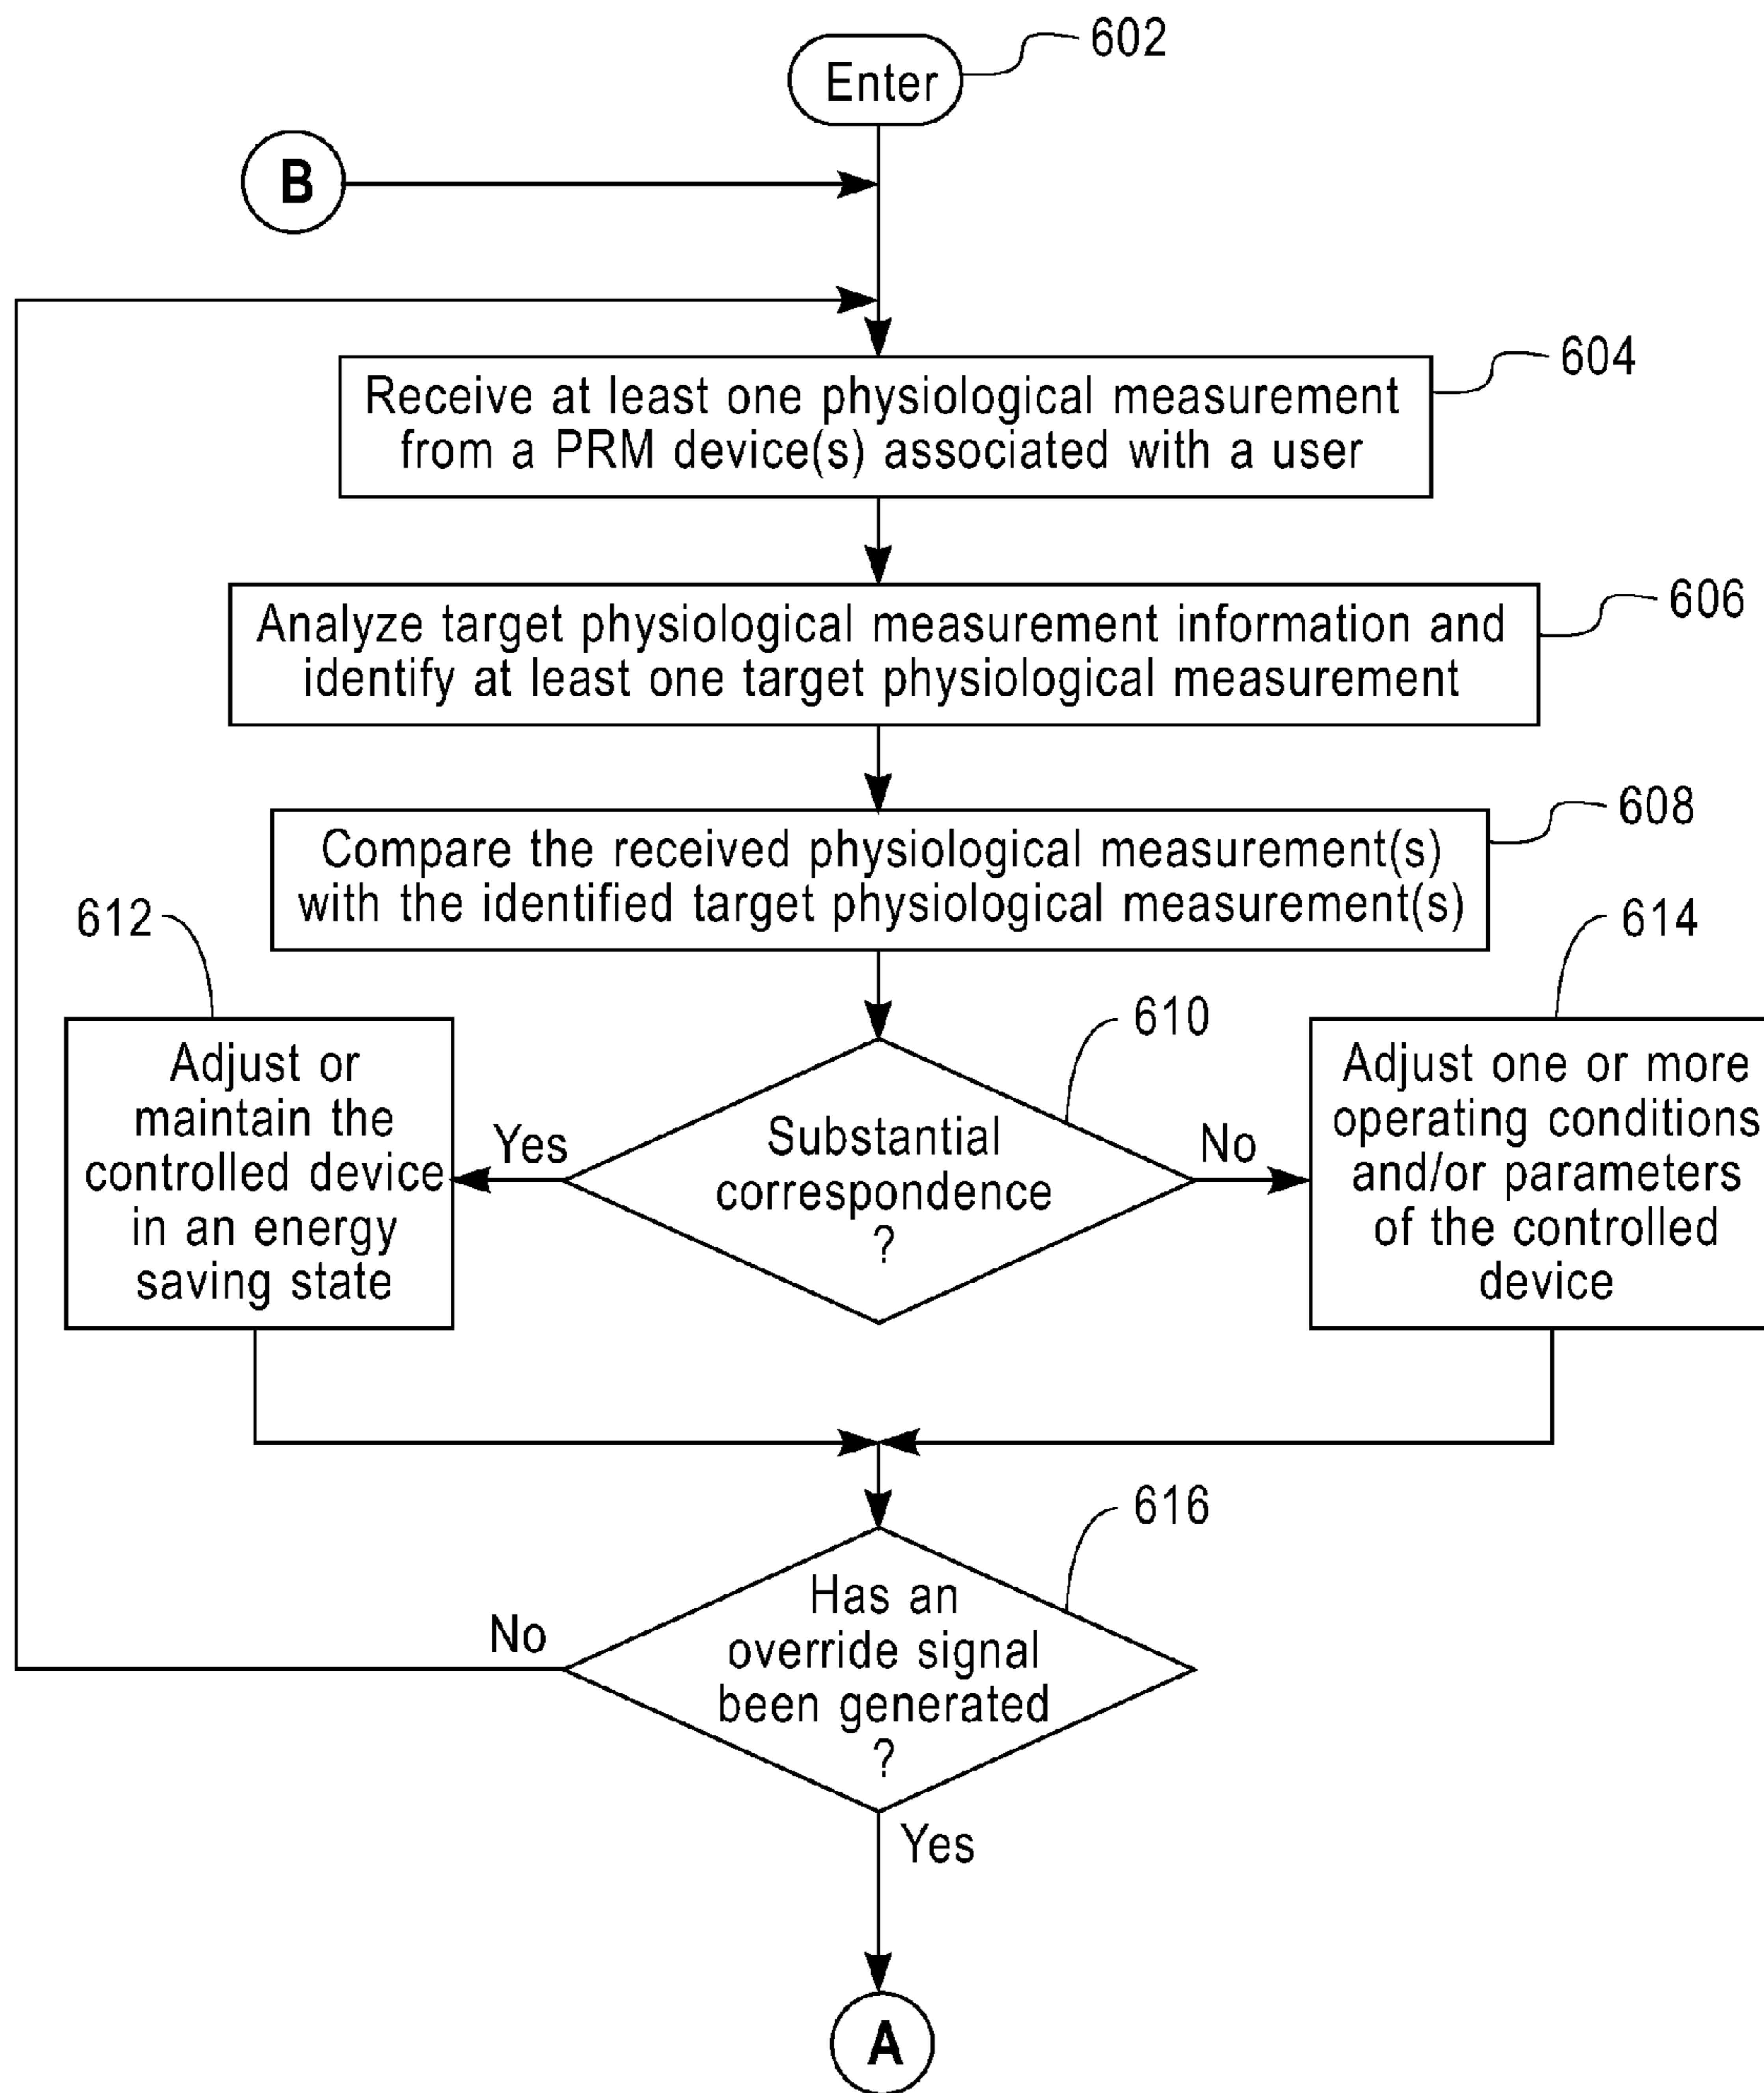 602
Enter
B
604
Receive at least one physiological measurement
from a PRM device(s) associated with a user
606
Analyze target physiological measurement information and
identify at least one target physiological measurement
608
Compare the received physiological measurement(s)
with the identified target physiological measurement(s)
612
614
610
Adjust or
maintain the
controlled device
in an energy
saving state
Yes
Substantial
correspondence
?
No
Adjust one or more
operating conditions
and/or parameters
of the controlled
device
616
Has an
override signal
been generated
?
No
Yes
A